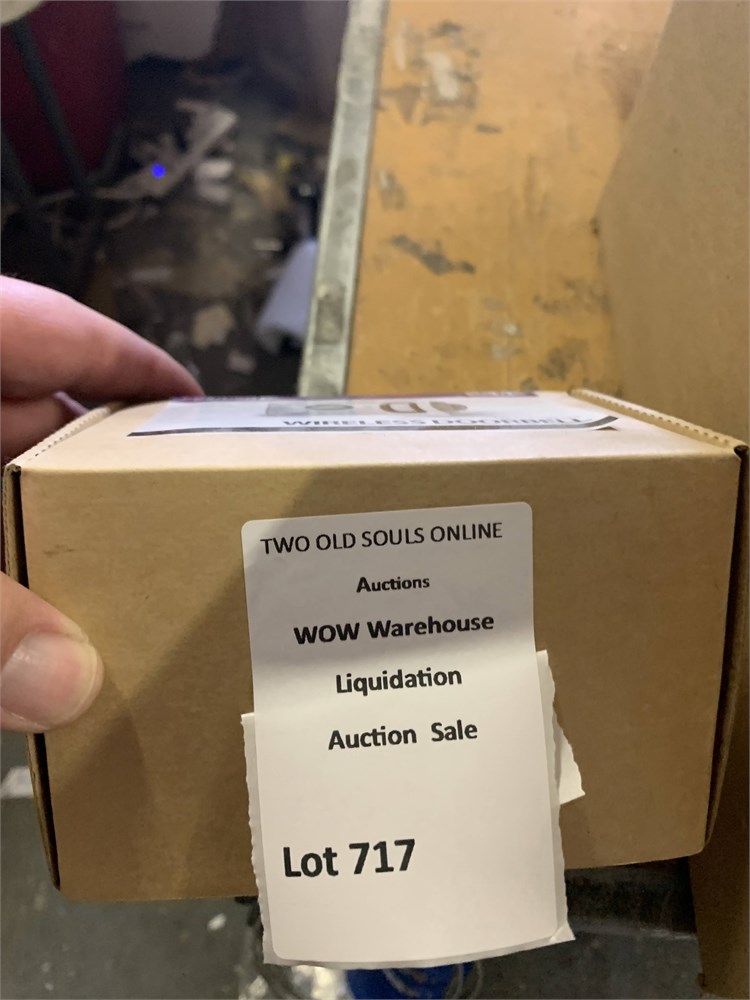 WIRELESS DOORBELL
TWO OLD SOULS ONLINE
Auctions
WOW Warehouse
Liquidation
Auction Sale
Lot 717